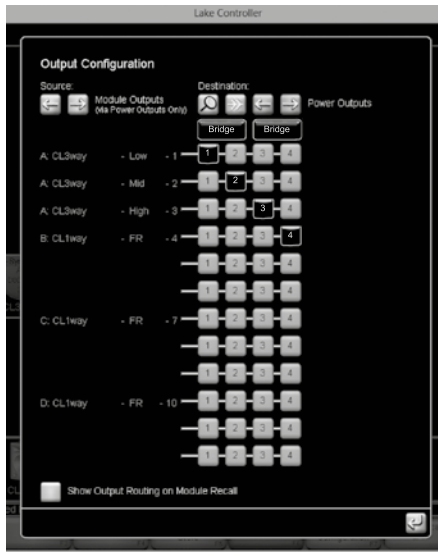 Lake Controller
Output Configuration
Source: Destination:
Module Outputs
(via Power Outputs Only)
Power Outputs
Bridge Bridge
A: CL3way - Low - 1 1 2 3 4
A: CL3way - Mid - 2 1 2 3 4
A: CL3way - High - 3 1 2 3 4
B: CL1way - FR - 4 1 2 3 4
1 2 3 4
1 2 3 4
C: CL1way - FR - 7 1 2 3 4
1 2 3 4
1 2 3 4
D: CL1way - FR - 10 1 2 3 4
1 2 3 4
1 2 3 4
Show Output Routing on Module Recall